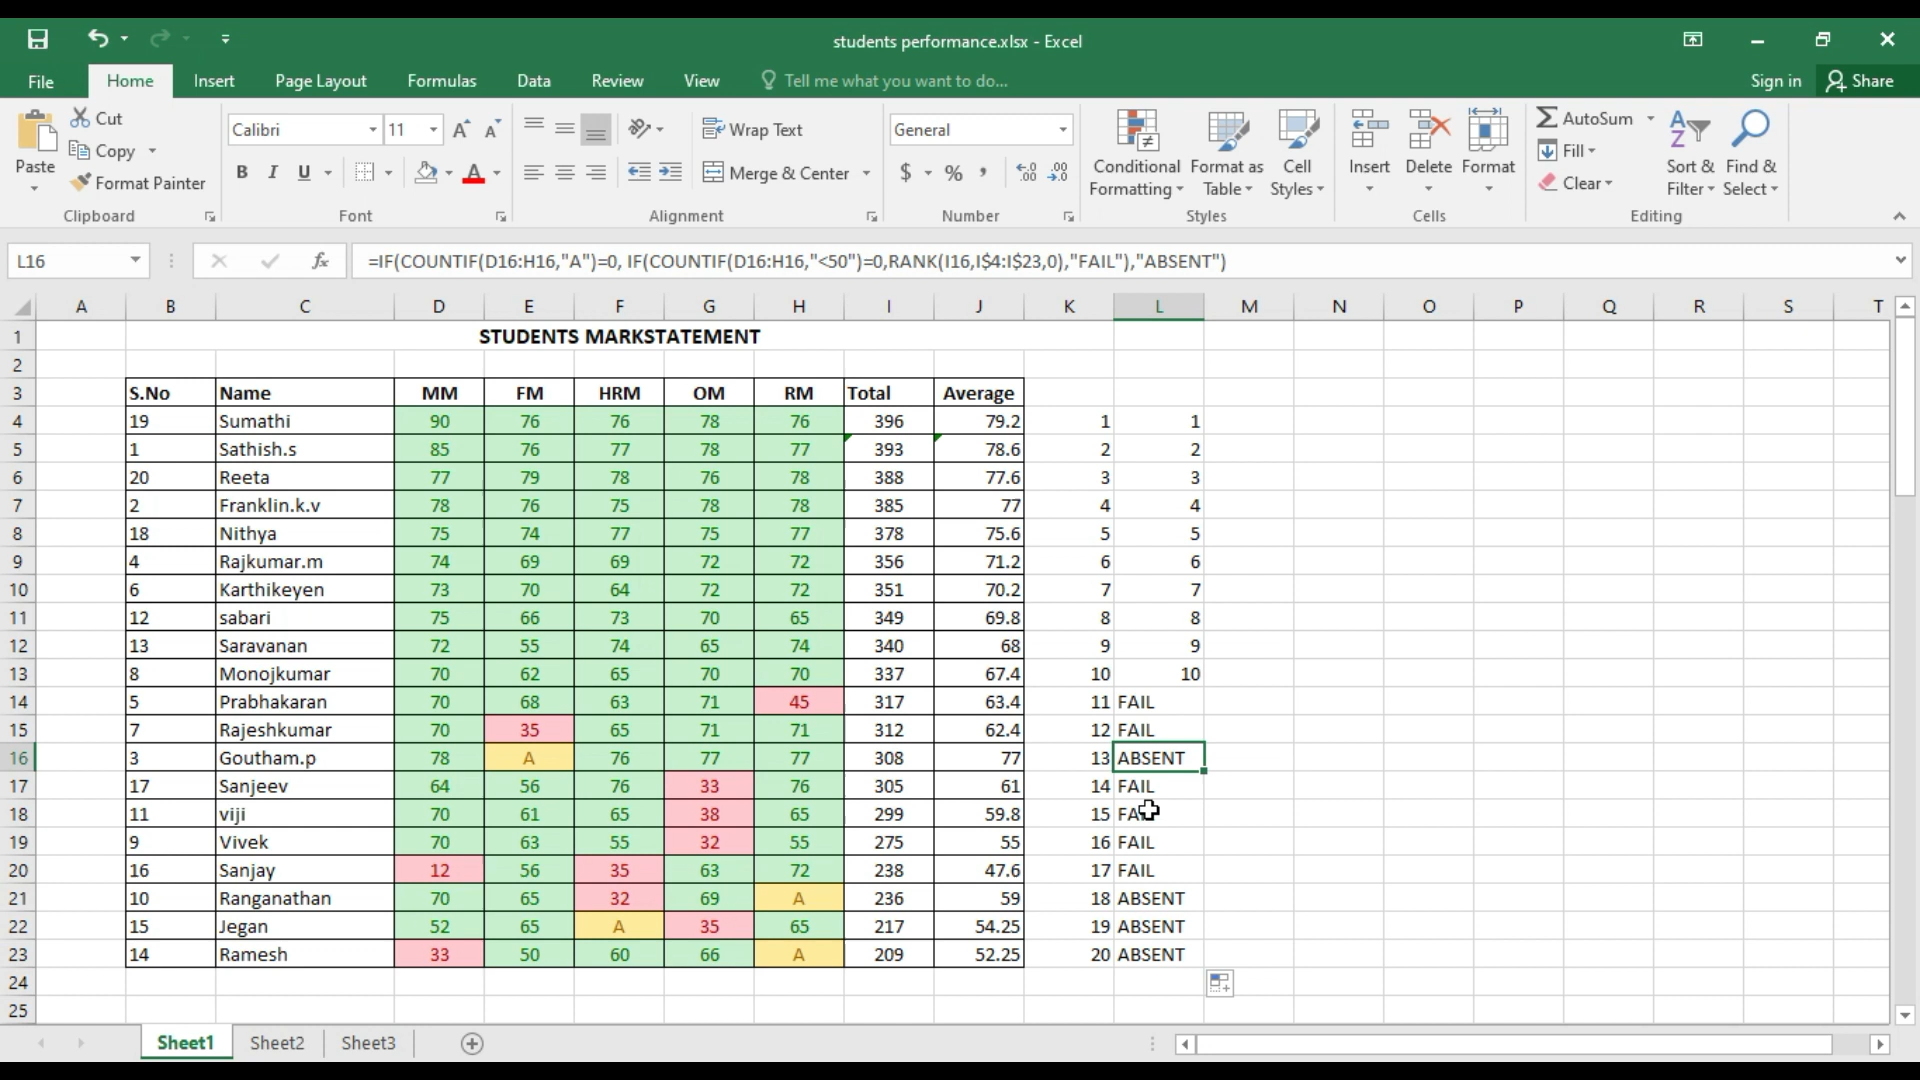 students performance.xlsx - Excel
File Home Insert Page Layout Formulas Data Review View Tell me what you want to do... Sign in Share
Paste Cut Copy Format Painter Clipboard
Calibri 11 A A B I U A Font
Wrap Text Merge & Center Alignment
General $ % , .00 .00 Number
Conditional Formatting Format as Table Cell Styles Styles
Insert Delete Format Cells
AutoSum Fill Clear Sort & Filter Find & Select Editing
L16 fx =IF(COUNTIF(D16:H16,"A")=0, IF(COUNTIF(D16:H16,"<50")=0,RANK(I16,I$4:I$23,0),"FAIL"),"ABSENT")
A B C D E F G H I J K L M N O P Q R S T
1 STUDENTS MARKSTATEMENT
2
3 S.No Name MM FM HRM OM RM Total Average
4 19 Sumathi 90 76 76 78 76 396 79.2 1 1
5 1 Sathish.s 85 76 77 78 77 393 78.6 2 2
6 20 Reeta 77 79 78 76 78 388 77.6 3 3
7 2 Franklin.k.v 78 76 75 78 78 385 77 4 4
8 18 Nithya 75 74 77 75 77 378 75.6 5 5
9 4 Rajkumar.m 74 69 69 72 72 356 71.2 6 6
10 6 Karthikeyen 73 70 64 72 72 351 70.2 7 7
11 12 sabari 75 66 73 70 65 349 69.8 8 8
12 13 Saravanan 72 55 74 65 74 340 68 9 9
13 8 Monojkumar 70 62 65 70 70 337 67.4 10 10
14 5 Prabhakaran 70 68 63 71 45 317 63.4 11 FAIL
15 7 Rajeshkumar 70 35 65 71 71 312 62.4 12 FAIL
16 3 Goutham.p 78 A 76 77 77 308 77 13 ABSENT
17 17 Sanjeev 64 56 76 33 76 305 61 14 FAIL
18 11 viji 70 61 65 38 65 299 59.8 15
19 9 Vivek 70 63 55 32 55 275 55 16 FAIL
20 16 Sanjay 12 56 35 63 72 238 47.6 17 FAIL
21 10 Ranganathan 70 65 32 69 A 236 59 18 ABSENT
22 15 Jegan 52 65 A 35 65 217 54.25 19 ABSENT
23 14 Ramesh 33 50 60 66 A 209 52.25 20 ABSENT
24
25
Sheet1 Sheet2 Sheet3